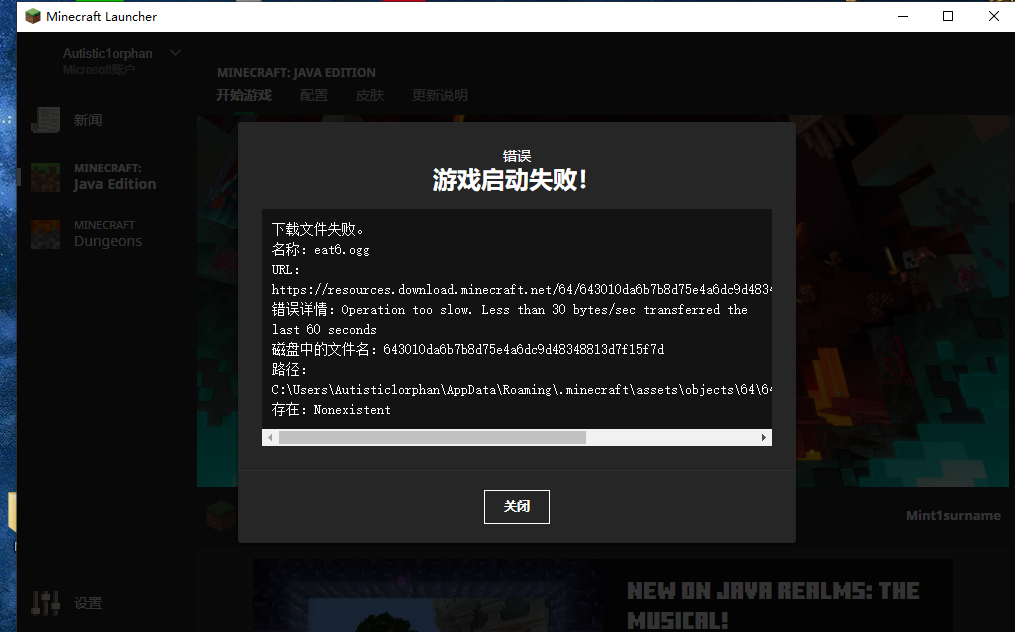 Minecraft Launcher
Autistic1orphan
Microsoft账户
MINECRAFT: JAVA EDITION
开始游戏 配置 皮肤 更新说明
新闻
MINECRAFT:
Java Edition
MINECRAFT
Dungeons
错误
游戏启动失败!
下载文件失败。
名称: eat6.ogg
URL:
https://resources.download.minecraft.net/64/643010da6b7b8d75e4a6dc9d4834
错误详情: Operation too slow. Less than 30 bytes/sec transferred the
last 60 seconds
磁盘中的文件名: 643010da6b7b8d75e4a6dc9d48348813d7f15f7d
路径:
C:\Users\Autistic1orphan\AppData\Roaming\.minecraft\assets\objects\64\64
存在: Nonexistent
关闭
Mint1surname
设置
NEW ON JAVA REALMS: THE
MUSICAL!